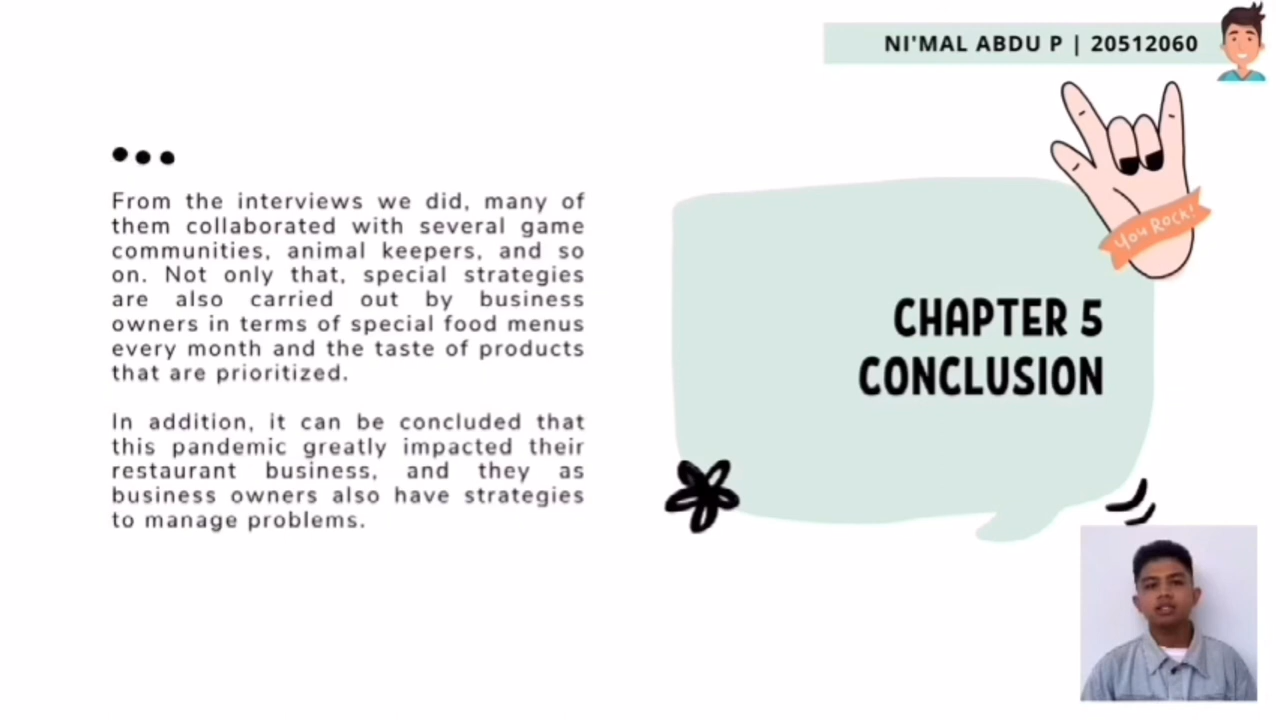 NI'MAL ABDU P | 20512060
You Rock!
From the interviews we did, many of
them collaborated with several game
communities, animal keepers, and so
on. Not only that, special strategies
are also carried out by business
owners in terms of special food menus
every month and the taste of products
that are prioritized.
In addition, it can be concluded that
this pandemic greatly impacted their
restaurant business, and they as
business owners also have strategies
to manage problems.
CHAPTER 5
CONCLUSION